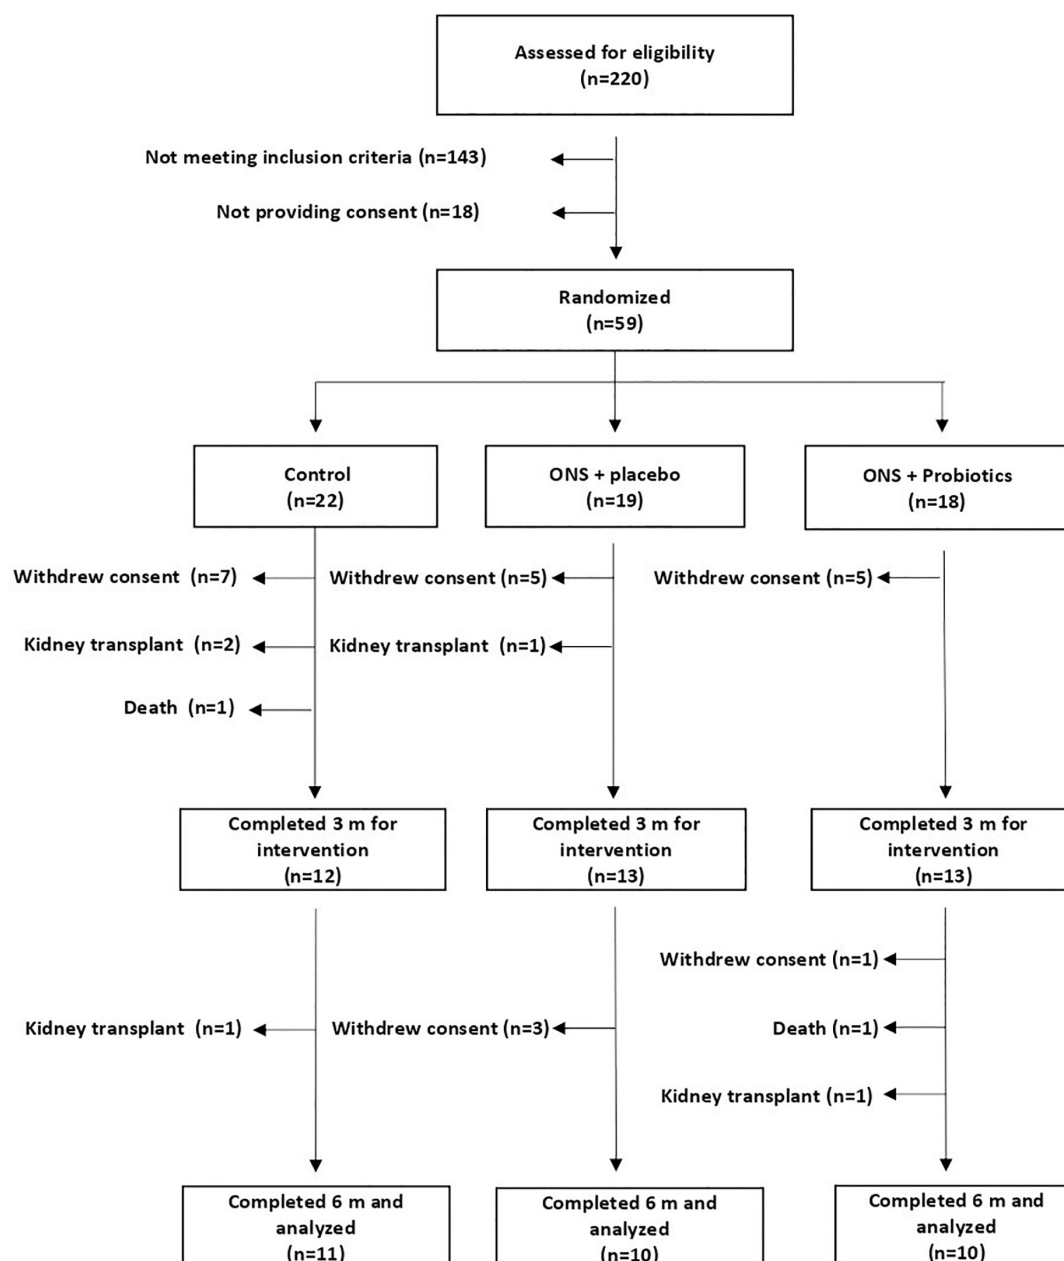 Assessed for eligibility
(n=220)
Not meeting inclusion criteria (n=143)
Not providing consent (n=18)
Randomized
(n=59)
Control
(n=22)
ONS + placebo
(n=19)
ONS + Probiotics
(n=18)
Withdrew consent (n=7)
Withdrew consent (n=5)
Withdrew consent (n=5)
Kidney transplant (n=2)
Kidney transplant (n=1)
Death (n=1)
Completed 3 m for
intervention
(n=12)
Completed 3 m for
intervention
(n=13)
Completed 3 m for
intervention
(n=13)
Withdrew consent (n=1)
Kidney transplant (n=1)
Withdrew consent (n=3)
Death (n=1)
Kidney transplant (n=1)
Completed 6 m and
analyzed
(n=11)
Completed 6 m and
analyzed
(n=10)
Completed 6 m and
analyzed
(n=10)